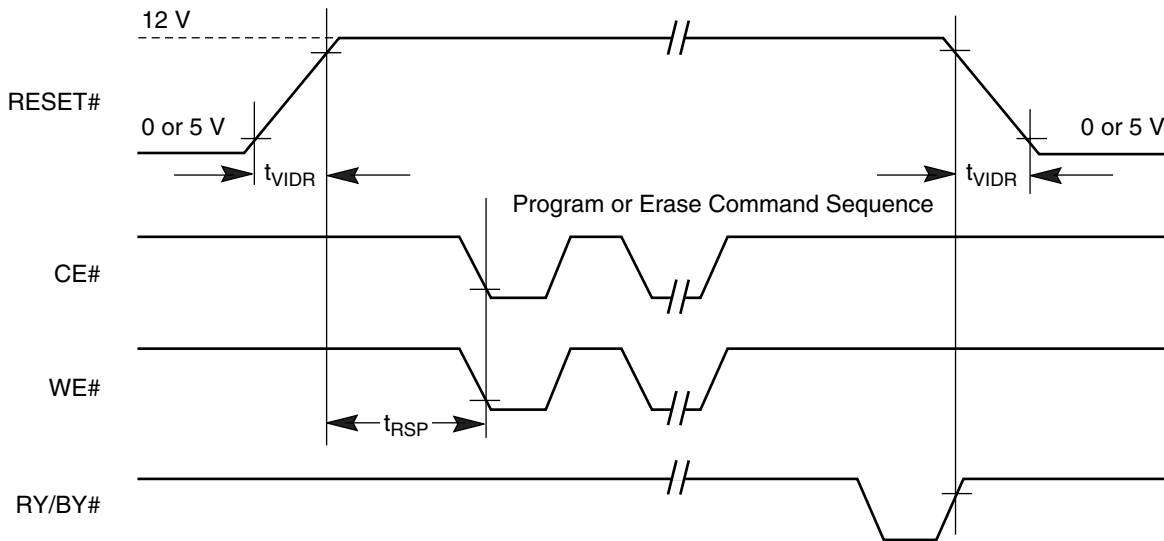 12 V
RESET#
0 or 5 V
0 or 5 V
tVIDR
tVIDR
Program or Erase Command Sequence
CE#
WE#
tRSP
RY/BY#